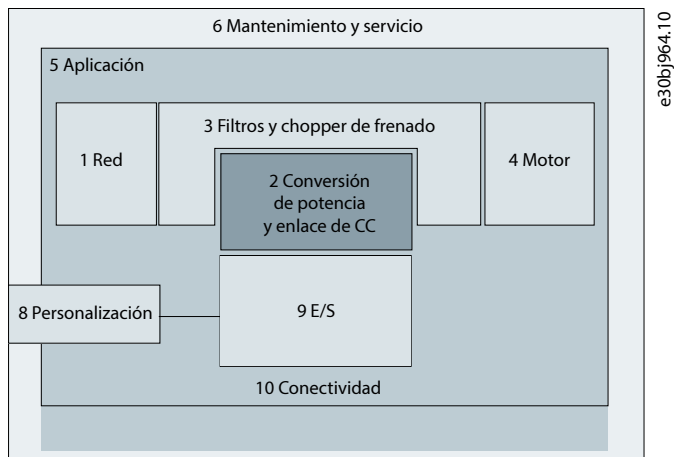 6 Mantenimiento y servicio
5 Aplicación
3 Filtros y chopper de frenado
1 Red
4 Motor
2 Conversión
de potencia
y enlace de CC
8 Personalización
9 E/S
10 Conectividad
e30bj964.10